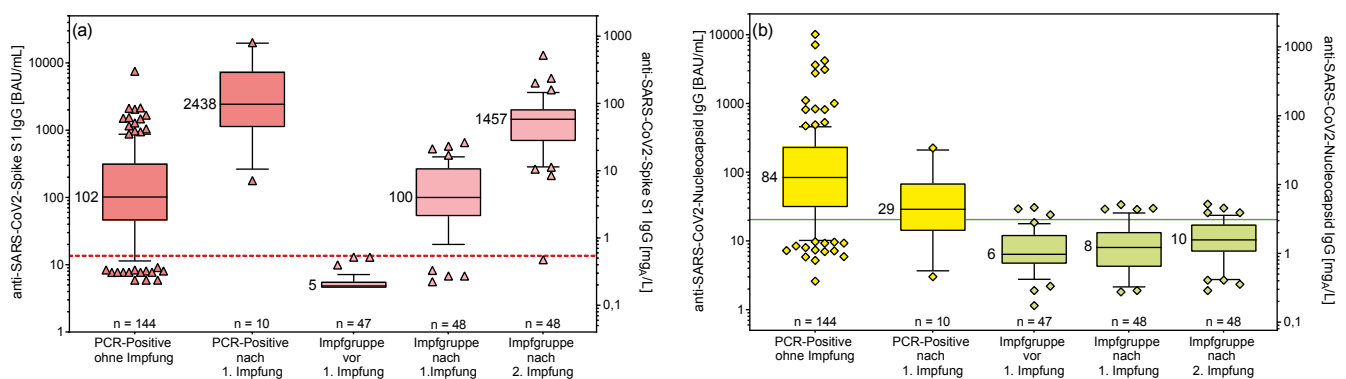 (a)
anti-SARS-CoV2-Spike S1 IgG [BAU/mL]
10000
1000
100
10
1
102
2438
5
100
1457
1000
100
10
1
0,1
anti-SARS-CoV2-Spike S1 IgG [mgA/L]
n = 144
n = 10
n = 47
n = 48
n = 48
PCR-Positive
ohne Impfung
PCR-Positive
nach
1. Impfung
Impfgruppe
vor
1. Impfung
Impfgruppe
nach
1.Impfung
Impfgruppe
nach
2. Impfung
(b)
anti-SARS-CoV2-Nucleocapsid IgG [BAU/mL]
10000
1000
100
10
1
84
29
6
8
10
1000
100
10
1
0,1
anti-SARS-CoV2-Nucleocapsid IgG [mgA/L]
n = 144
n = 10
n = 47
n = 48
n = 48
PCR-Positive
ohne Impfung
PCR-Positive
nach
1. Impfung
Impfgruppe
vor
1. Impfung
Impfgruppe
nach
1. Impfung
Impfgruppe
nach
2. Impfung